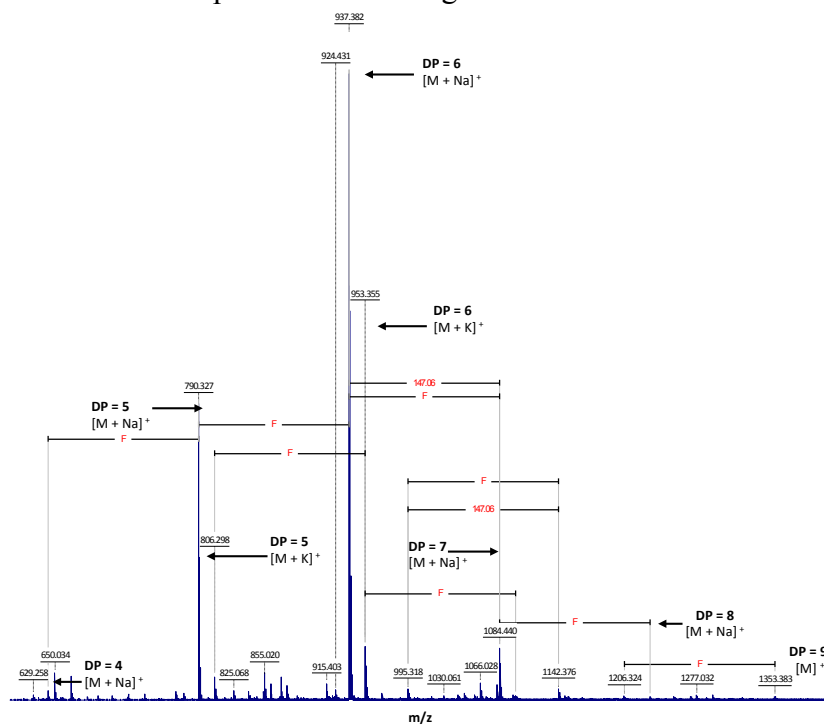 937.382
924.431
DP = 6
[M + Na] +
953.355
DP = 6
[M + K] +
147.06
790.327
F
DP = 5
[M + Na] +
F
F
F
F
147.06
806.298
DP = 5
[M + K] +
DP = 7
[M + Na] +
F
F
DP = 8
[M + Na] +
1084.440
650.034
855.020
1066.028
F
DP = 9
[M] +
629.258
DP = 4
[M + Na] +
825.068
915.403
995.318
1030.061
1142.376
1206.324
1277.032
1353.383
m/z